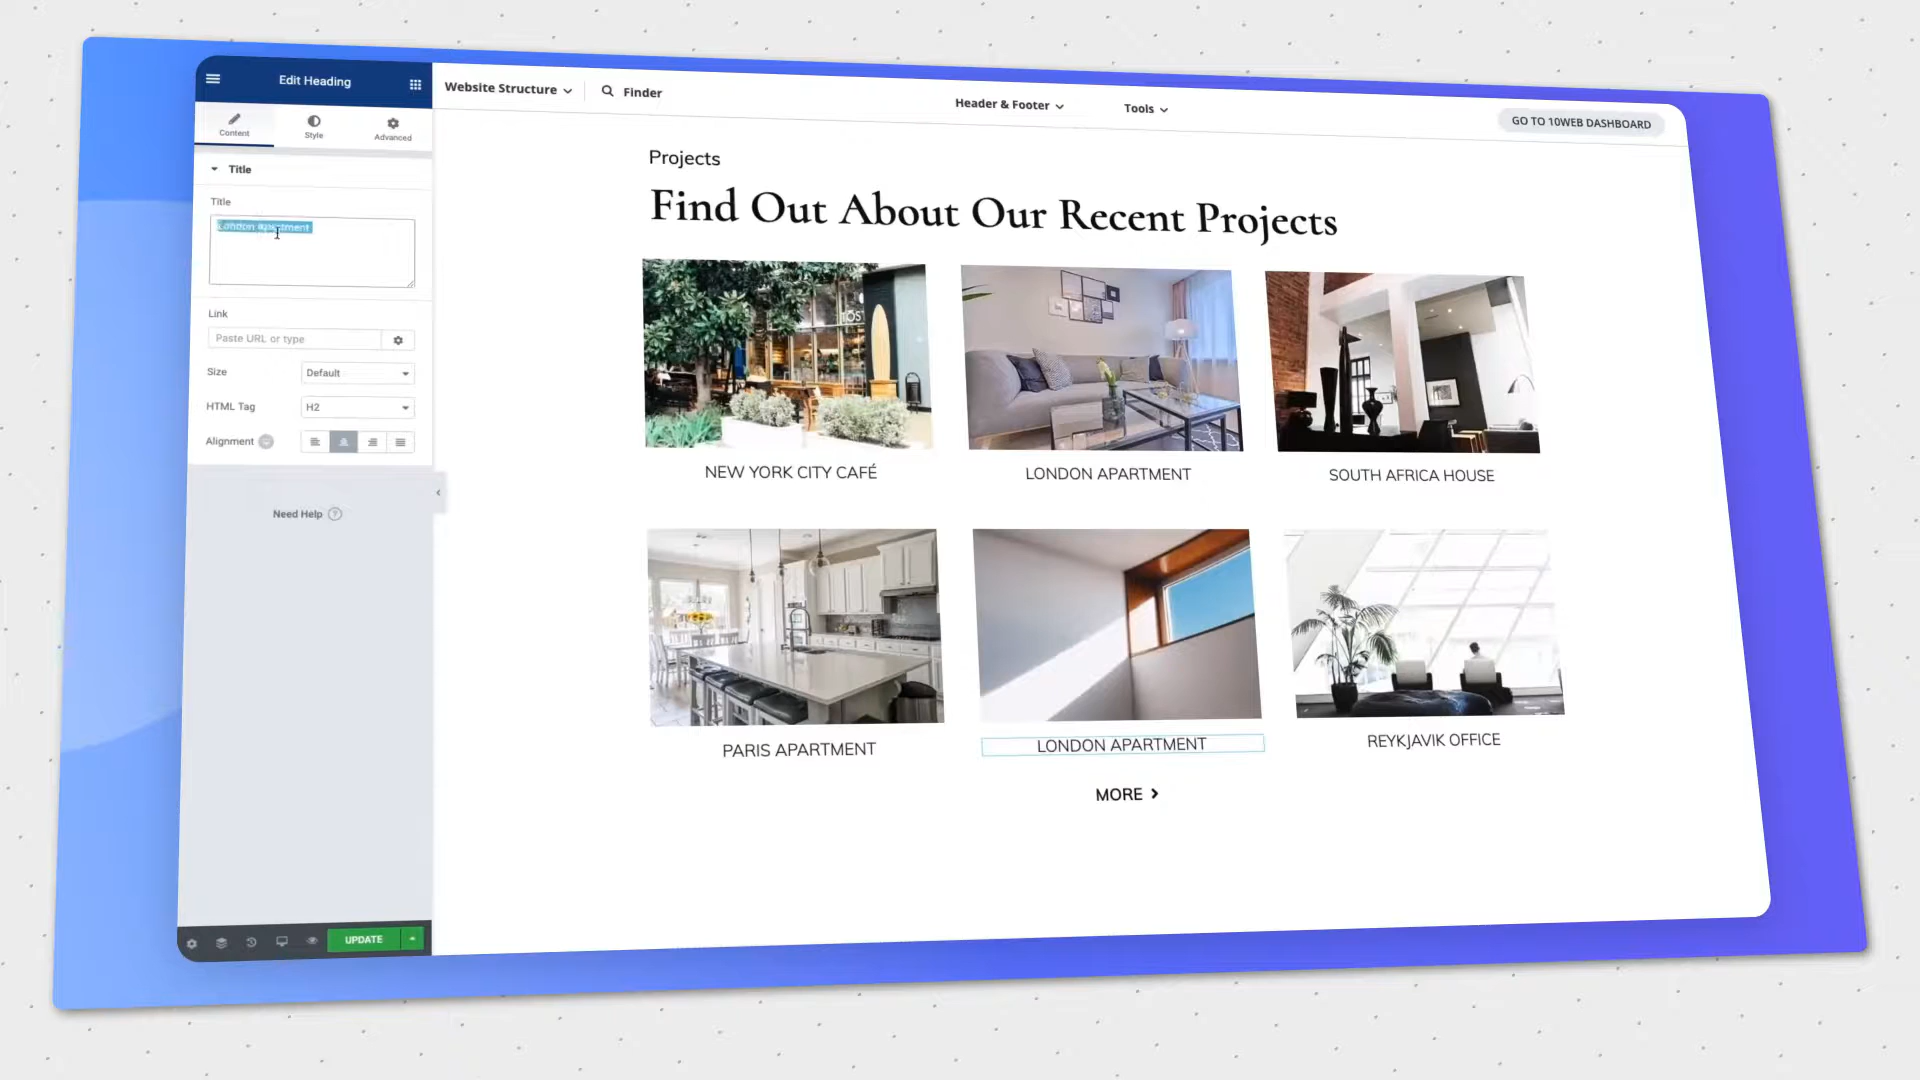 Edit Heading
Content
Style
Advanced
Title
Title
London Apartment
Link
Paste URL or type
Size
Default
HTML Tag
H2
Alignment
Need Help ?
UPDATE
Website Structure
Finder
Header & Footer
Tools
GO TO 10WEB DASHBOARD
Projects
Find Out About Our Recent Projects
NEW YORK CITY CAFÉ
LONDON APARTMENT
SOUTH AFRICA HOUSE
PARIS APARTMENT
LONDON APARTMENT
REYKJAVIK OFFICE
MORE